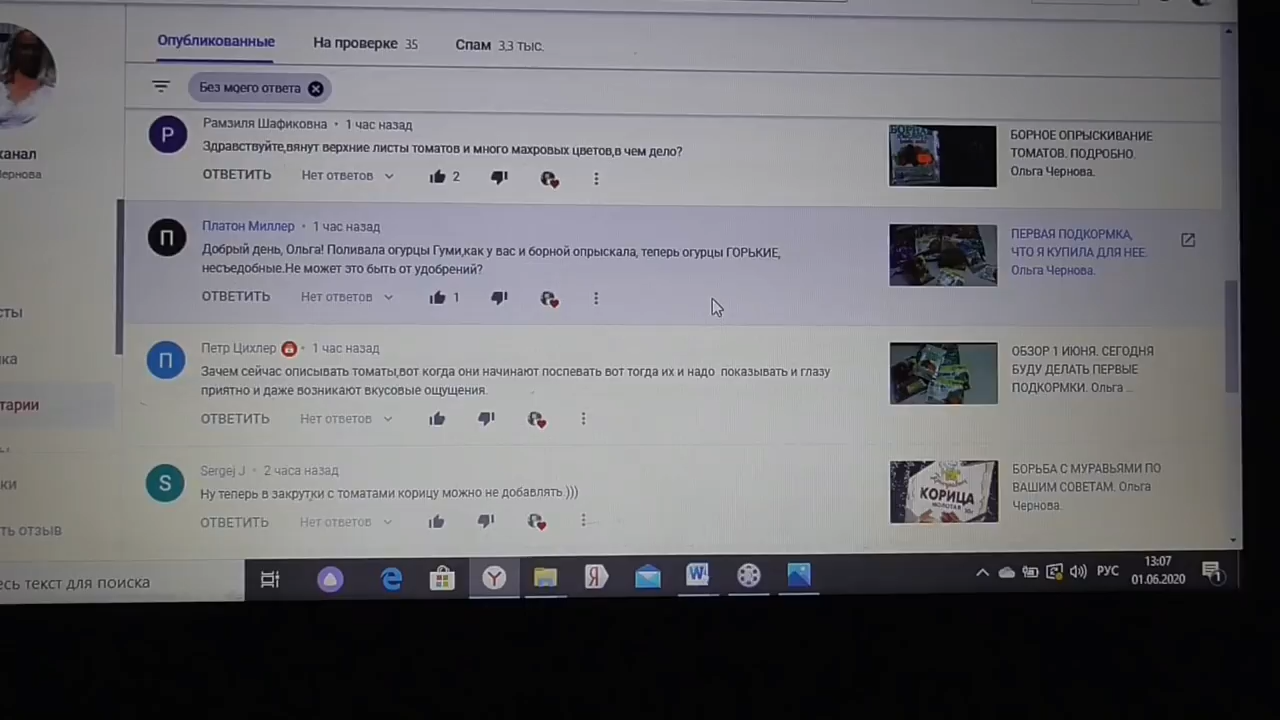 Опубликованные
На проверке 35
Спам 3,3 тыс.
Без моего ответа
канал
Рамзиля Шафиковна • 1 час назад
Здравствуйте,вянут верхние листы томатов и много махровых цветов,в чем дело?
ОТВЕТИТЬ Нет ответов 2
БОРНОЕ ОПРЫСКИВАНИЕ
ТОМАТОВ. ПОДРОБНО.
Ольга Чернова.
Платон Миллер • 1 час назад
Добрый день, Ольга! Поливала огурцы Гуми,как у вас и борной опрыскала, теперь огурцы ГОРЬКИЕ,
несъедобные.Не может это быть от удобрений?
ОТВЕТИТЬ Нет ответов 1
ПЕРВАЯ ПОДКОРМКА,
ЧТО Я КУПИЛА ДЛЯ НЕЕ.
Ольга Чернова.
Петр Цихлер • 1 час назад
Зачем сейчас описывать томаты,вот когда они начинают поспевать вот тогда их и надо показывать и глазу
приятно и даже возникают вкусовые ощущения.
ОТВЕТИТЬ Нет ответов
ОБЗОР 1 ИЮНЯ. СЕГОДНЯ
БУДУ ДЕЛАТЬ ПЕРВЫЕ
ПОДКОРМКИ. Ольга ...
Sergej J • 2 часа назад
Ну теперь в закрутки с томатами корицу можно не добавлять )))
ОТВЕТИТЬ Нет ответов
КОРИЦА
МОЛОТАЯ
БОРЬБА С МУРАВЬЯМИ ПО
ВАШИМ СОВЕТАМ. Ольга
Чернова.
ть отзыв
есь текст для поиска
РУС
13:07
01.06.2020
1